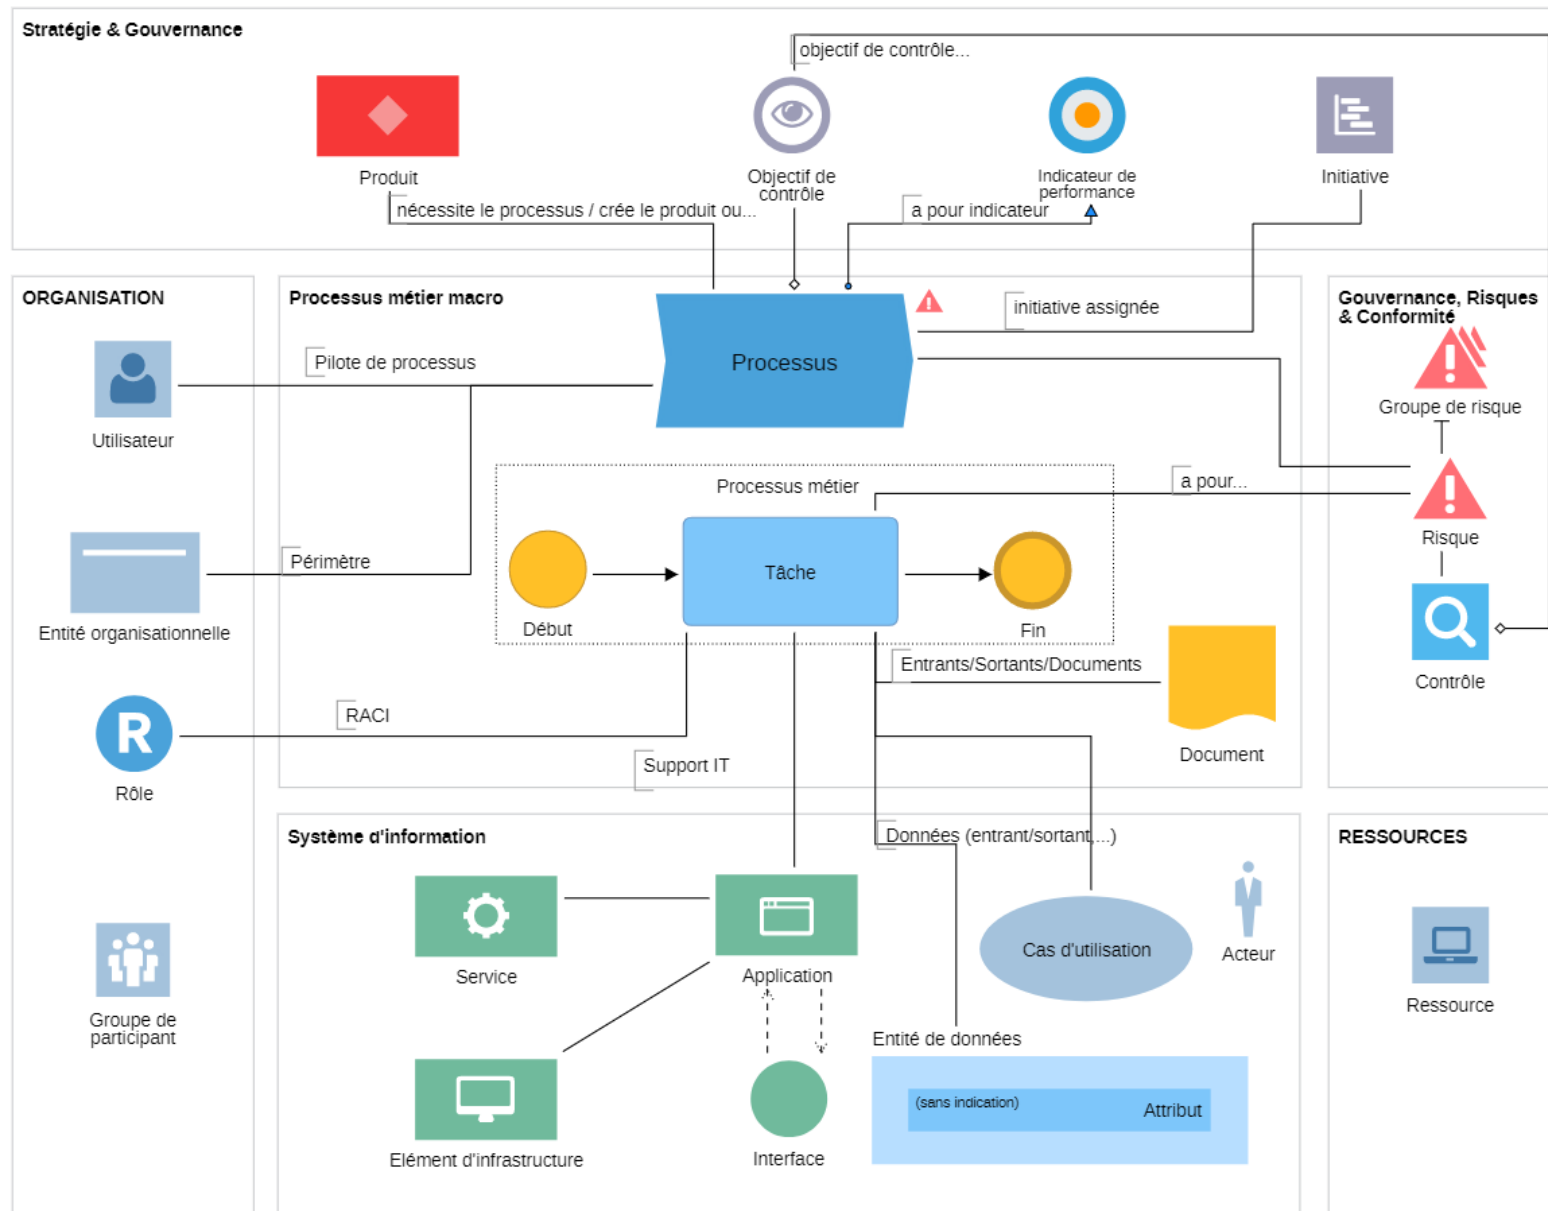 Stratégie & Gouvernance
objectif de contrôle...
Produit
Objectif de
contrôle
Indicateur de
performance
Initiative
nécessite le processus / crée le produit ou...
a pour indicateur
ORGANISATION
Processus métier macro
Gouvernance, Risques
& Conformité
initiative assignée
Pilote de processus
Processus
Utilisateur
Groupe de risque
Processus métier
a pour...
Risque
Périmètre
Tâche
Début
Fin
Entité organisationnelle
Entrants/Sortants/Documents
Contrôle
RACI
Document
Support IT
Rôle
Système d'information
Données (entrant/sortant,...)
RESSOURCES
Cas d'utilisation
Acteur
Service
Application
Ressource
Groupe de
participant
Entité de données
(sans indication)
Attribut
Elément d'infrastructure
Interface